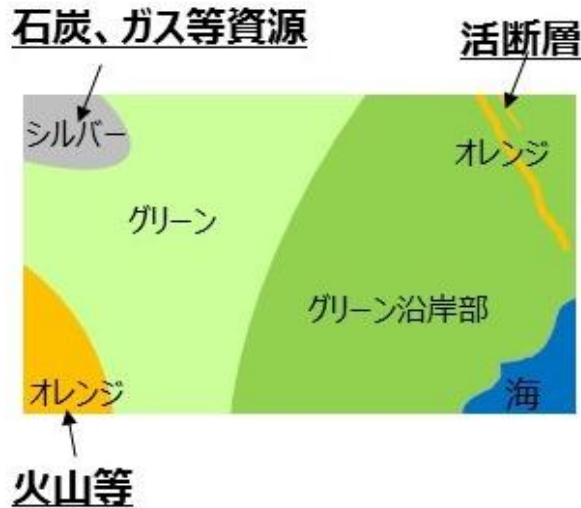 石炭、ガス等資源
活断層
シルバー
オレンジ
グリーン
グリーン沿岸部
オレンジ
海
火山等